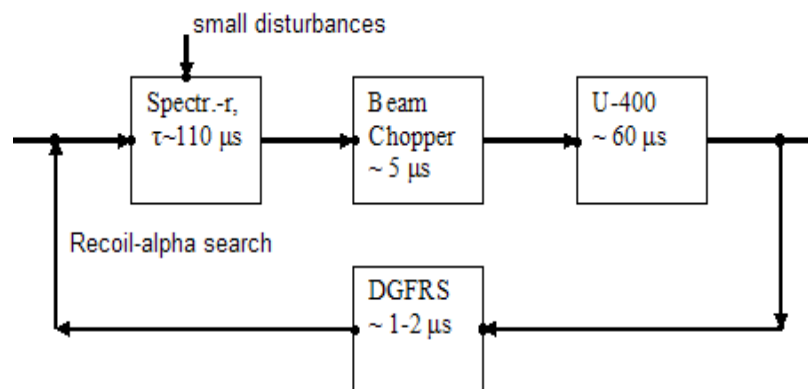 small disturbances
Spectr.-r,
τ~110 μs
Beam
Chopper
~ 5 μs
U-400
~ 60 μs
Recoil-alpha search
DGFRS
~ 1-2 μs